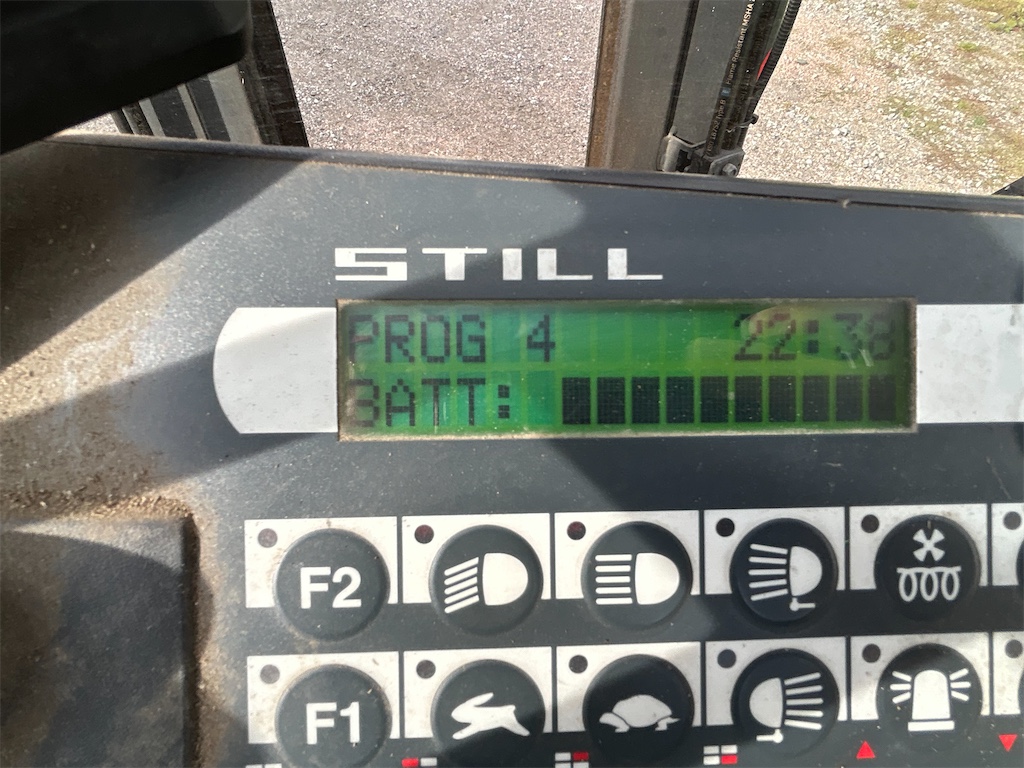 STILL
PROG 4 22:38
BATT:
F2
F1